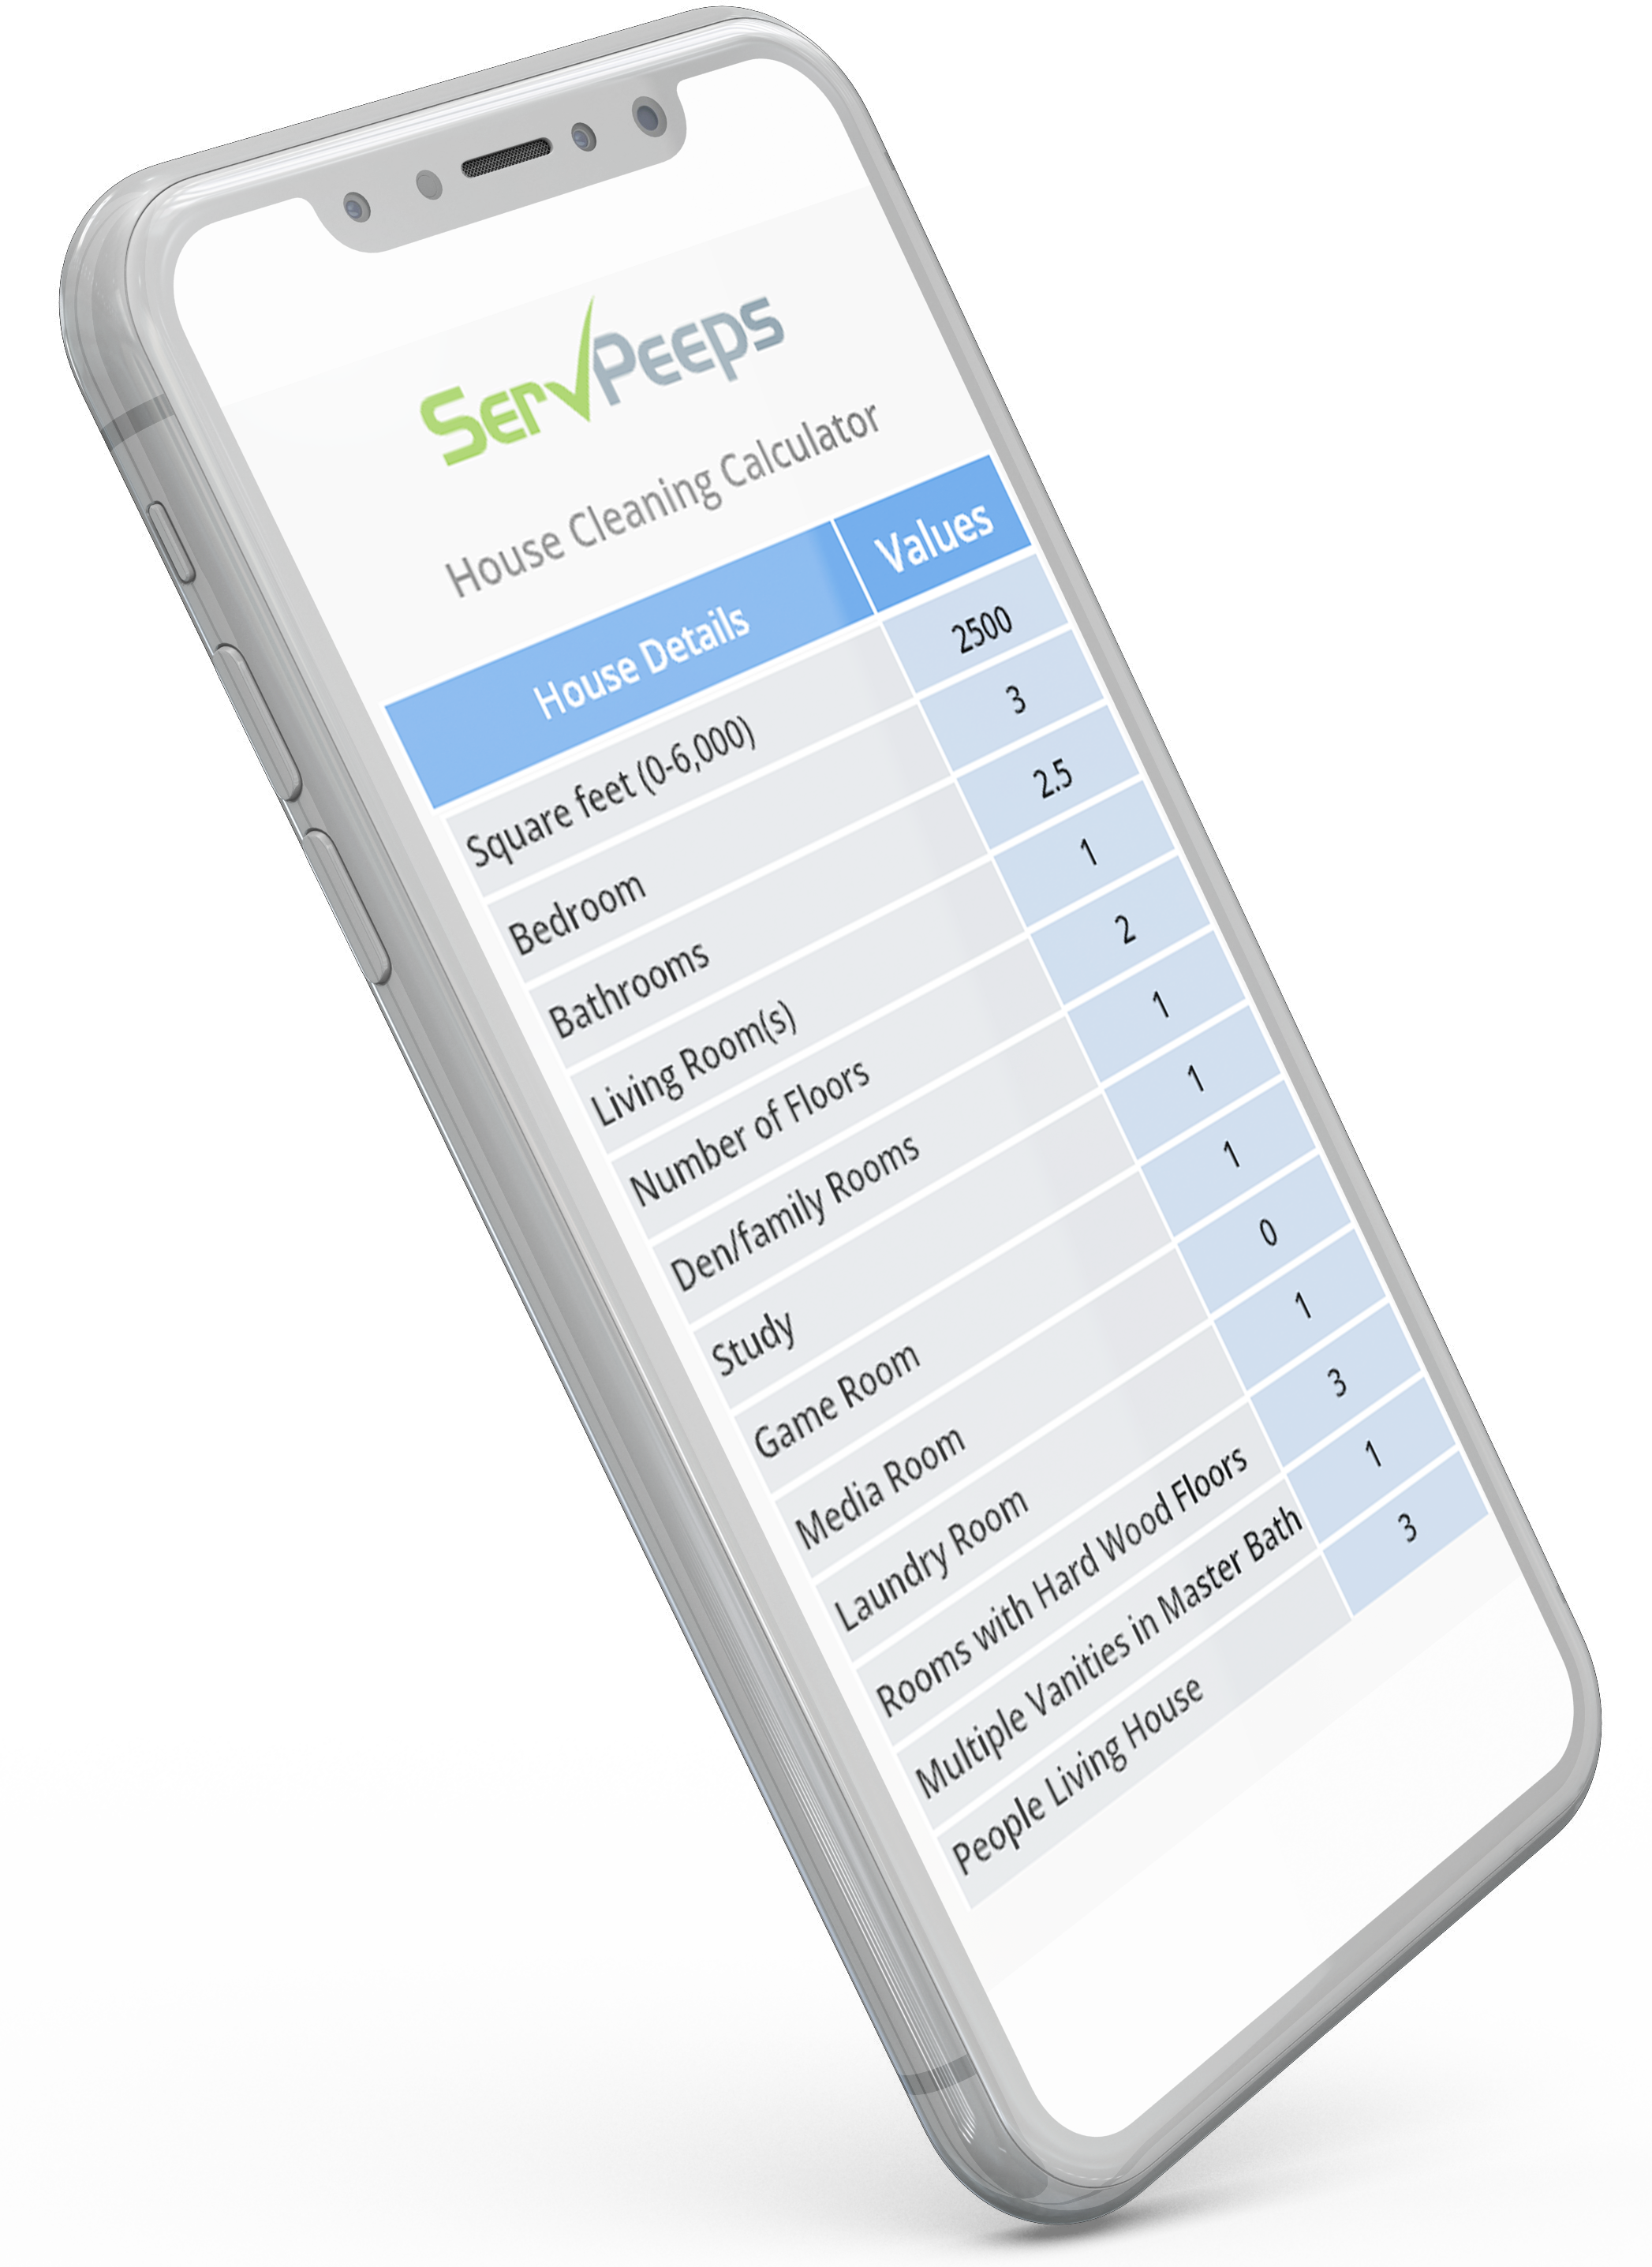 ServPeeps
House Cleaning Calculator
House Details Values
Square feet (0-6,000) 2500
Bedroom 3
Bathrooms 2.5
Living Room(s) 1
Number of Floors 2
Den/family Rooms 1
Study 1
Game Room 1
Media Room 0
Laundry Room 1
Rooms with Hard Wood Floors 3
Multiple Vanities in Master Bath 1
People Living House 3